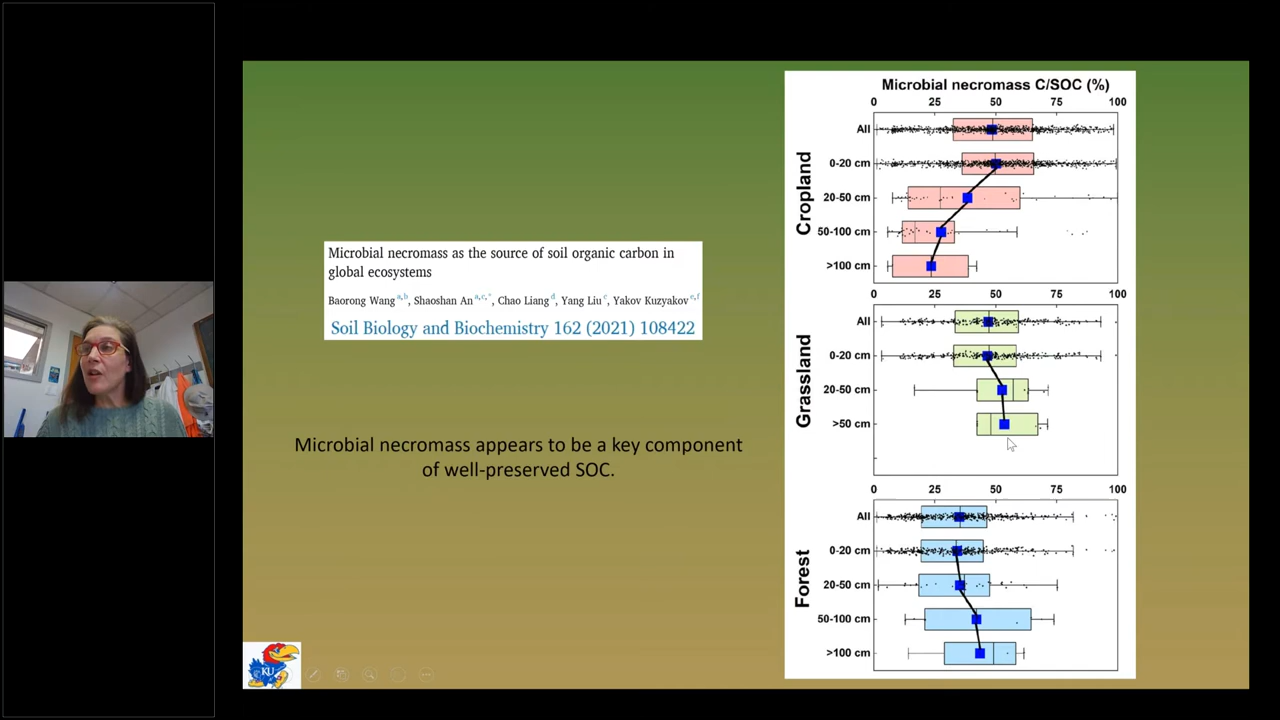 Microbial necromass as the source of soil organic carbon in
global ecosystems
Baorong Wang a,b, Shaoshan An a,c,*, Chao Liang d, Yang Liu c, Yakov Kuzyakov e,f
Soil Biology and Biochemistry 162 (2021) 108422
Microbial necromass appears to be a key component
of well-preserved SOC.
KU
Microbial necromass C/SOC (%)
0 25 50 75 100
Cropland
All
0-20 cm
20-50 cm
50-100 cm
>100 cm
0 25 50 75 100
Grassland
All
0-20 cm
20-50 cm
>50 cm
0 25 50 75 100
Forest
All
0-20 cm
20-50 cm
50-100 cm
>100 cm